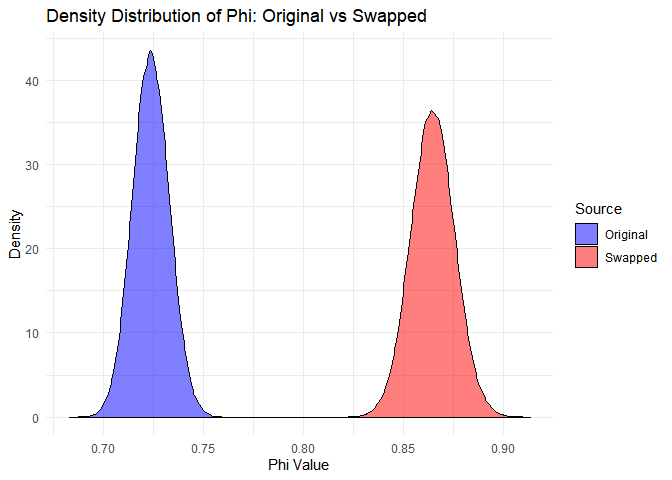 Density Distribution of Phi: Original vs Swapped
40
30
20
10
0
Density
0.70 0.75 0.80 0.85 0.90
Phi Value
Source
Original
Swapped